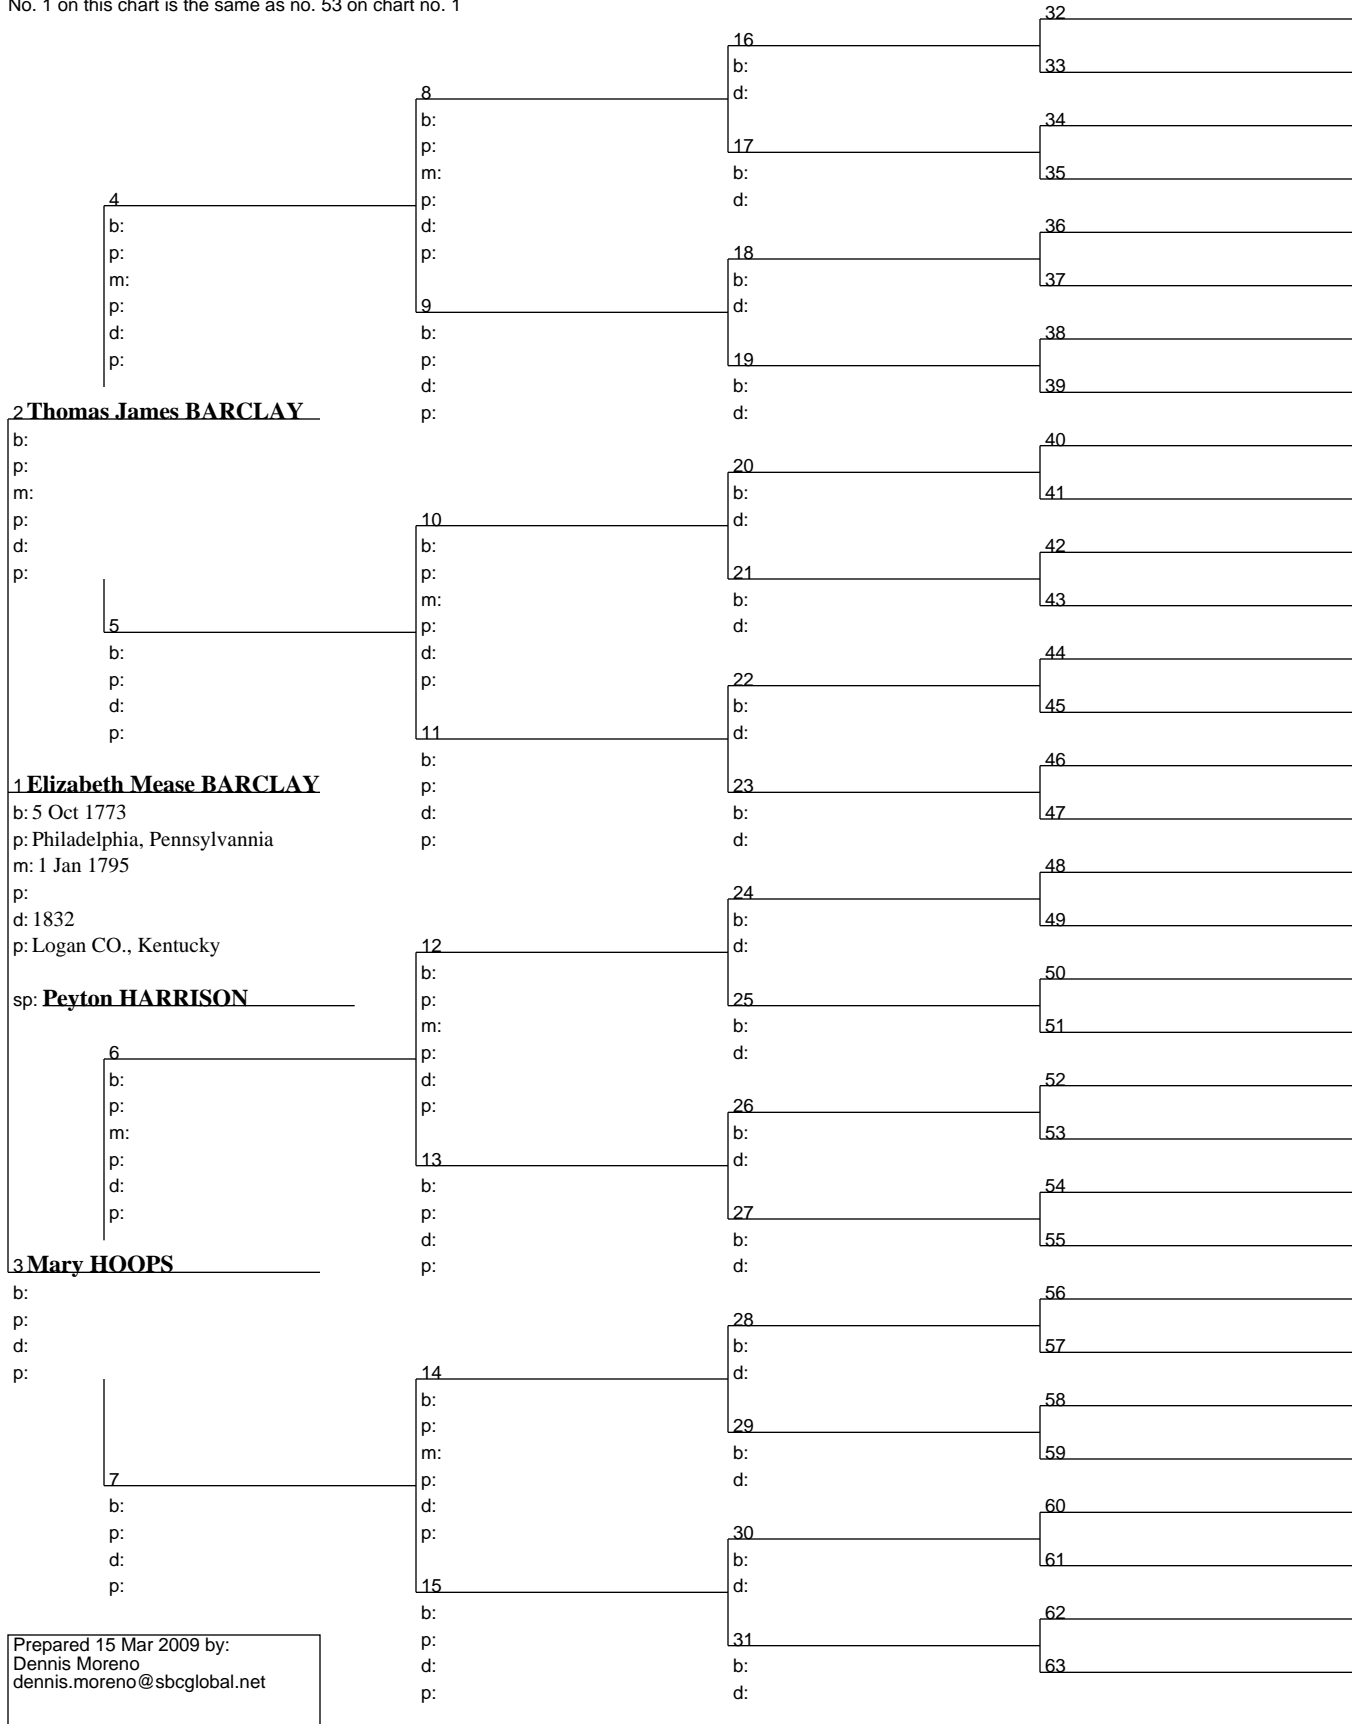 No. 1 on this chart is the same as no. 53 on chart no. 1
32
16
b:
33
8
d:
b:
34
p:
17
m:
b:
35
4
p:
d:
b:
d:
36
p:
p:
18
m:
b:
37
p:
9
d:
d:
b:
38
p:
p:
19
d:
b:
39
2 Thomas James BARCLAY
p:
d:
b:
40
p:
20
m:
b:
41
p:
10
d:
d:
b:
42
p:
p:
21
m:
b:
43
5
p:
d:
b:
d:
44
p:
p:
22
d:
b:
45
p:
11
d:
b:
46
1 Elizabeth Mease BARCLAY
p:
23
b: 5 Oct 1773
d:
b:
47
p: Philadelphia, Pennsylvannia
p:
d:
m: 1 Jan 1795
48
p:
24
d: 1832
b:
49
p: Logan CO., Kentucky
12
d:
b:
50
sp: Peyton HARRISON
p:
25
m:
b:
51
6
p:
d:
b:
d:
52
p:
p:
26
m:
b:
53
p:
13
d:
d:
b:
54
p:
p:
27
d:
b:
55
3 Mary HOOPS
p:
d:
b:
56
p:
28
d:
b:
57
p:
14
d:
b:
58
p:
29
m:
b:
59
7
p:
d:
b:
d:
60
p:
p:
30
d:
b:
61
p:
15
d:
b:
62
Prepared 15 Mar 2009 by:
p:
31
Dennis Moreno
d:
b:
63
dennis.moreno@sbcglobal.net
p:
d: